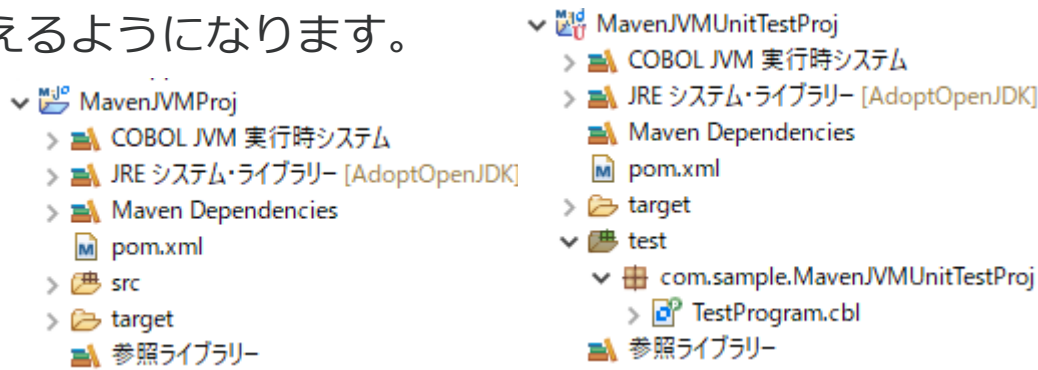 えるようになります。
MavenJVMProj
COBOL JVM 実行時システム
JRE システム・ライブラリー [AdoptOpenJDK]
Maven Dependencies
pom.xml
src
target
参照ライブラリー
MavenJVMUnitTestProj
COBOL JVM 実行時システム
JRE システム・ライブラリー [AdoptOpenJDK]
Maven Dependencies
pom.xml
target
test
com.sample.MavenJVMUnitTestProj
TestProgram.cbl
参照ライブラリー